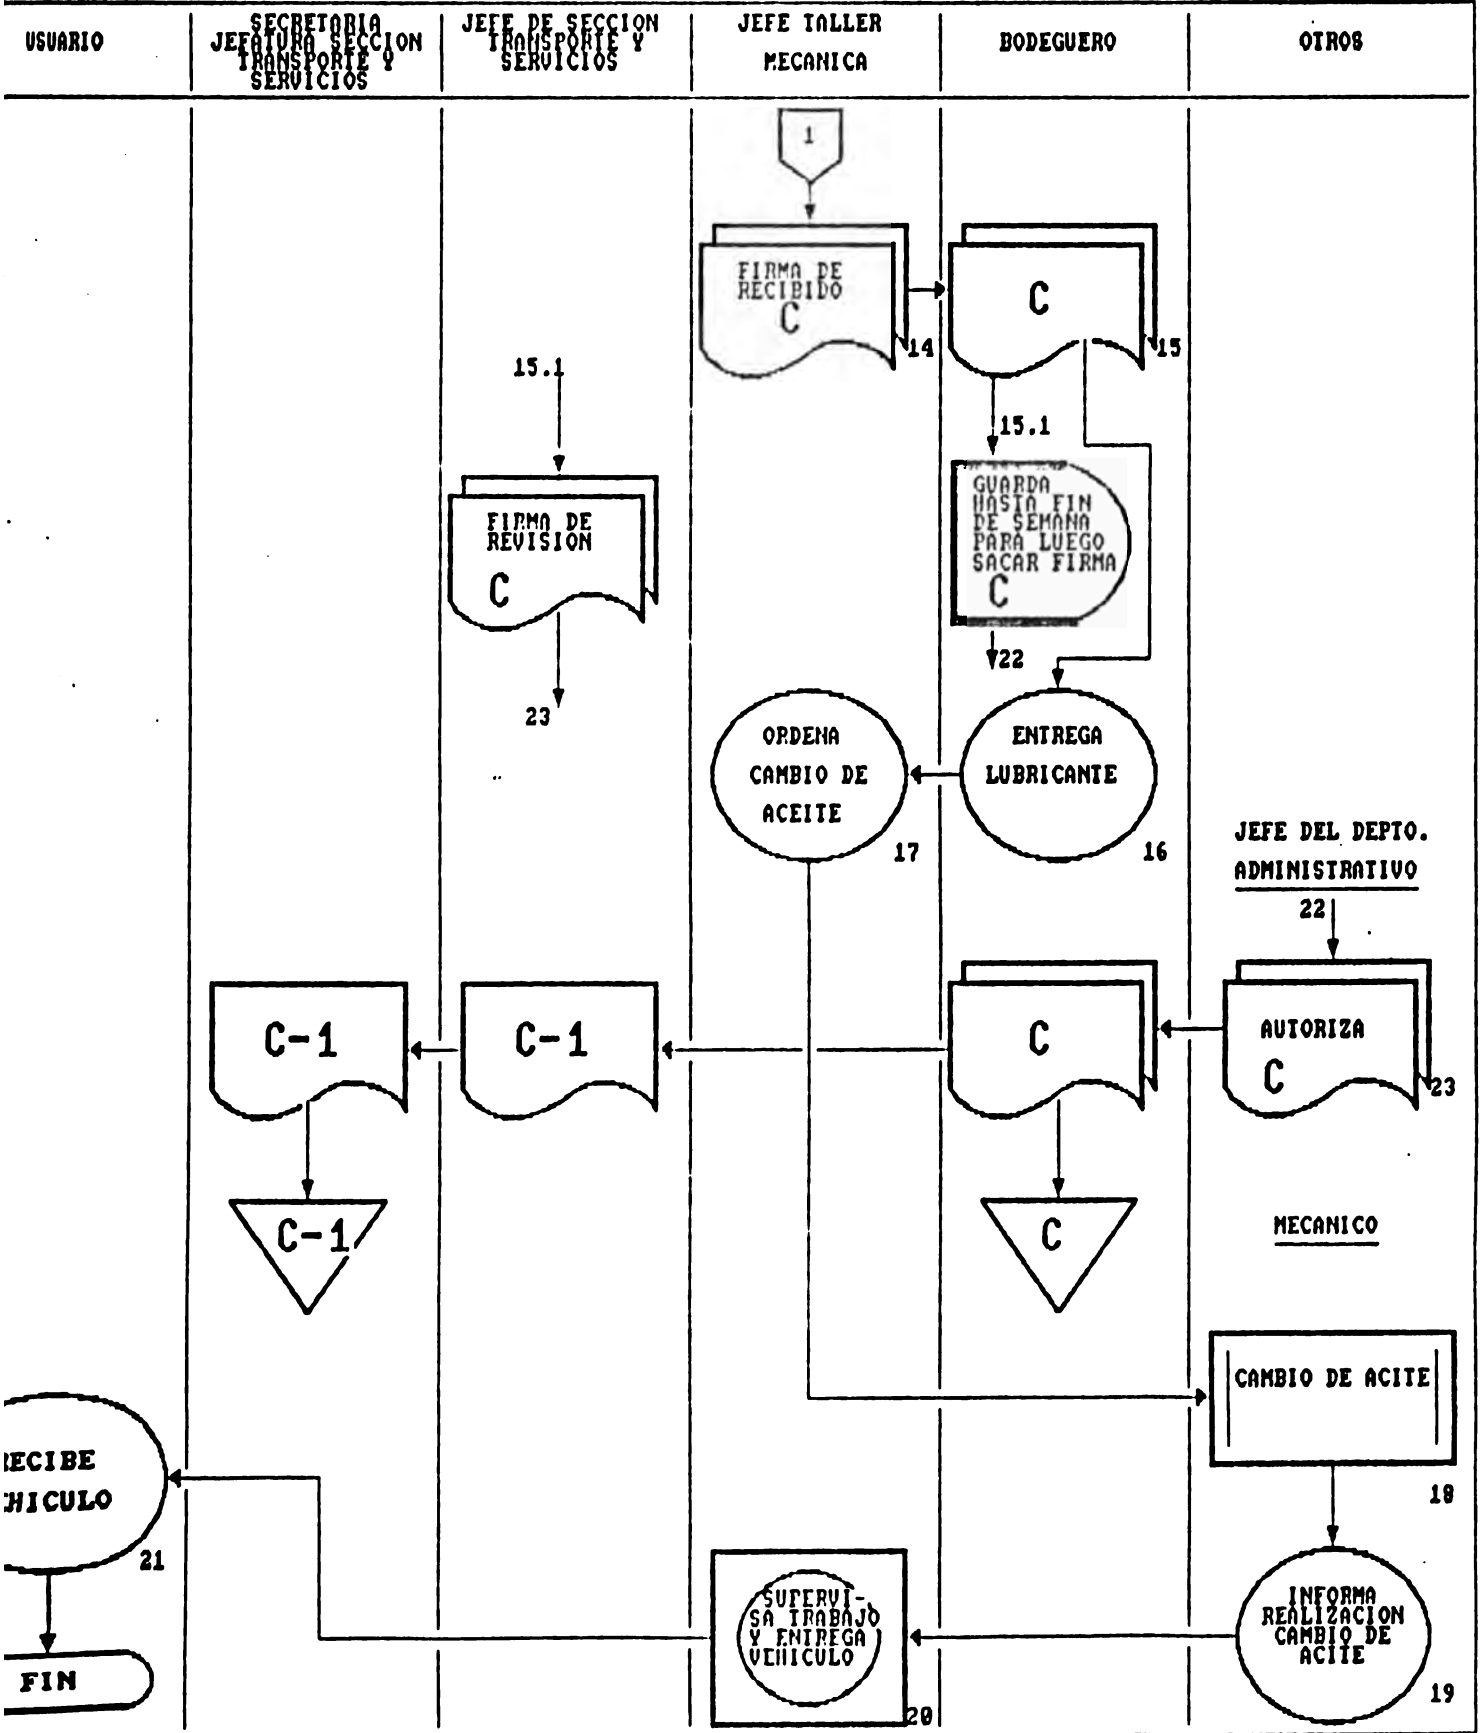 USUARIO
SECRETARIA
JEFATURA SECCION
TRANSPORTE Y
SERVICIOS
JEFE DE SECCION
TRANSPORTE Y
SERVICIOS
JEFE TALLER
MECANICA
BODEGUERO
OTROS
1
FIRMA DE
RECIBIDO
C
14
C
15
15.1
15.1
FIRMA DE
REVISION
C
GUARDA
HASTA FIN
DE SEMANA
PARA LUEGO
SACAR FIRMA
C
22
23
ORDENA
CAMBIO DE
ACEITE
17
ENTREGA
LUBRICANTE
16
JEFE DEL DEPTO.
ADMINISTRATIVO
22
C-1
C-1
C
AUTORIZA
C
23
C-1
C
MECANICO
CAMBIO DE ACITE
18
RECIBE
HICULO
21
FIN
SUPERVI-
SA TRABAJO
Y ENTREGA
VEHICULO
20
INFORMA
REALIZACION
CAMBIO DE
ACITE
19